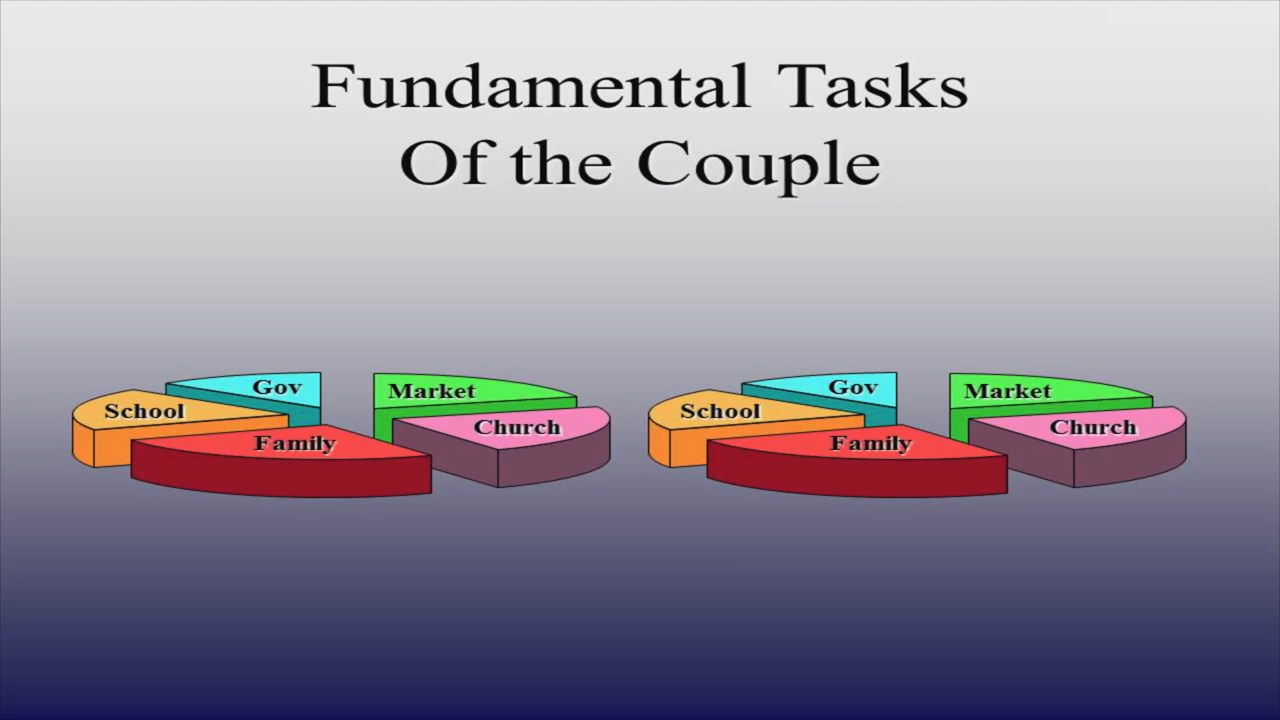 Fundamental Tasks
Of the Couple
Gov
Market
School
Church
Family
Gov
Market
School
Church
Family